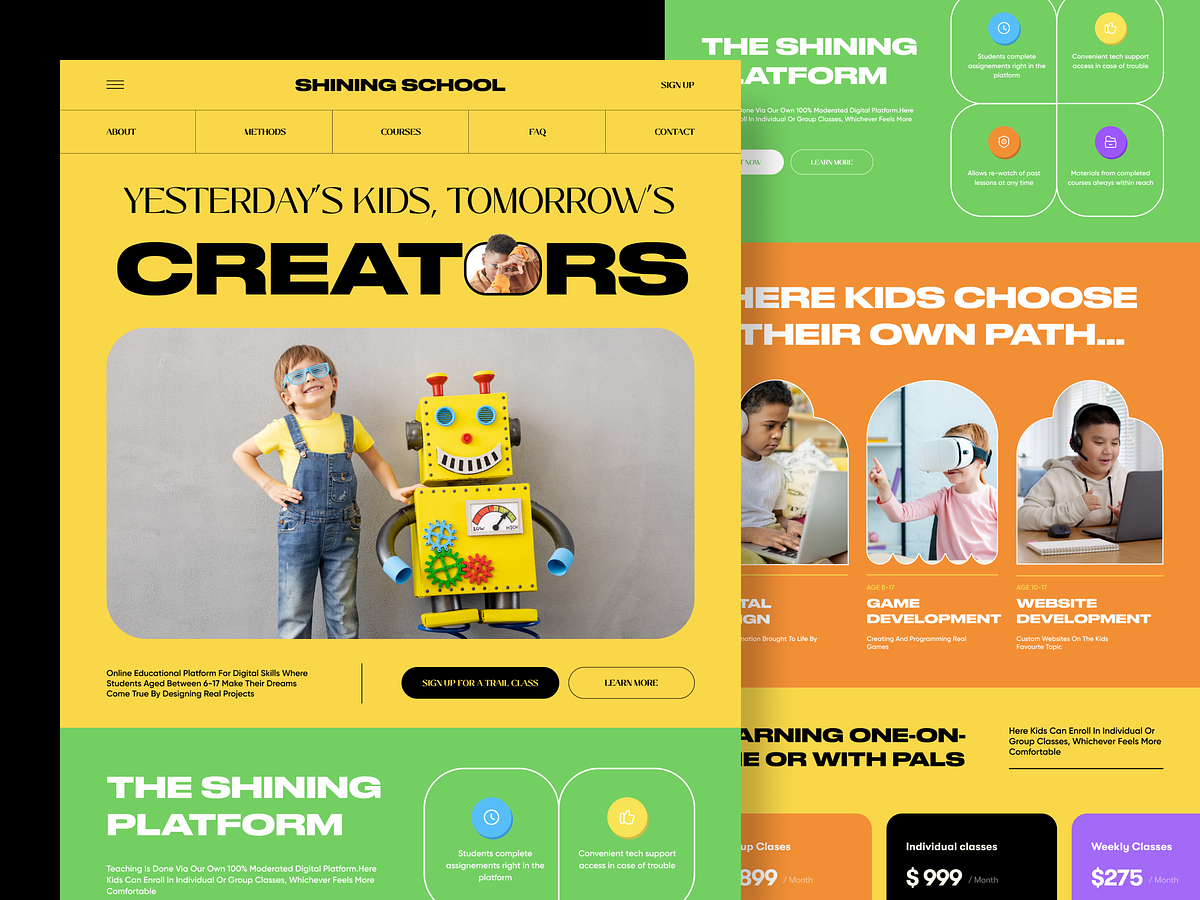 SHINING SCHOOL
SIGN UP
ABOUT
METHODS
COURSES
FAQ
CONTACT
YESTERDAY'S KIDS, TOMORROW'S
CREATORS
LOW
HIGH
Online Educational Platform For Digital Skills Where
Students Aged Between 6-17 Make Their Dreams
Come True By Designing Real Projects
SIGN UP FOR A TRAIL CLASS
LEARN MORE
THE SHINING
PLATFORM
Teaching Is Done Via Our Own 100% Moderated Digital Platform.Here
Kids Can Enroll In Individual Or Group Classes, Whichever Feels More
Comfortable
Students complete
assignements right in the
platform
Convenient tech support
access in case of trouble
THE SHINING
LATFORM
one Via Our Own 100% Moderated Digital Platform.Here
ll In Individual Or Group Classes, Whichever Feels More
T NOW
LEARN MORE
Students complete
assignements right in the
platform
Convenient tech support
access in case of trouble
Allows re-watch of past
lessons at any time
Materials from completed
courses always within reach
HERE KIDS CHOOSE
THEIR OWN PATH...
TAL
IGN
nation Brought To Life By
AGE 8-17
GAME
DEVELOPMENT
Creating And Programming Real
Games
AGE 10-17
WEBSITE
DEVELOPMENT
Custom Websites On The Kids
Favourte Topic
ARNING ONE-ON-
E OR WITH PALS
Here Kids Can Enroll In Individual Or
Group Classes, Whichever Feels More
Comfortable
up Clases
899 / Month
Individual classes
$ 999 / Month
Weekly Classes
$275 / Month